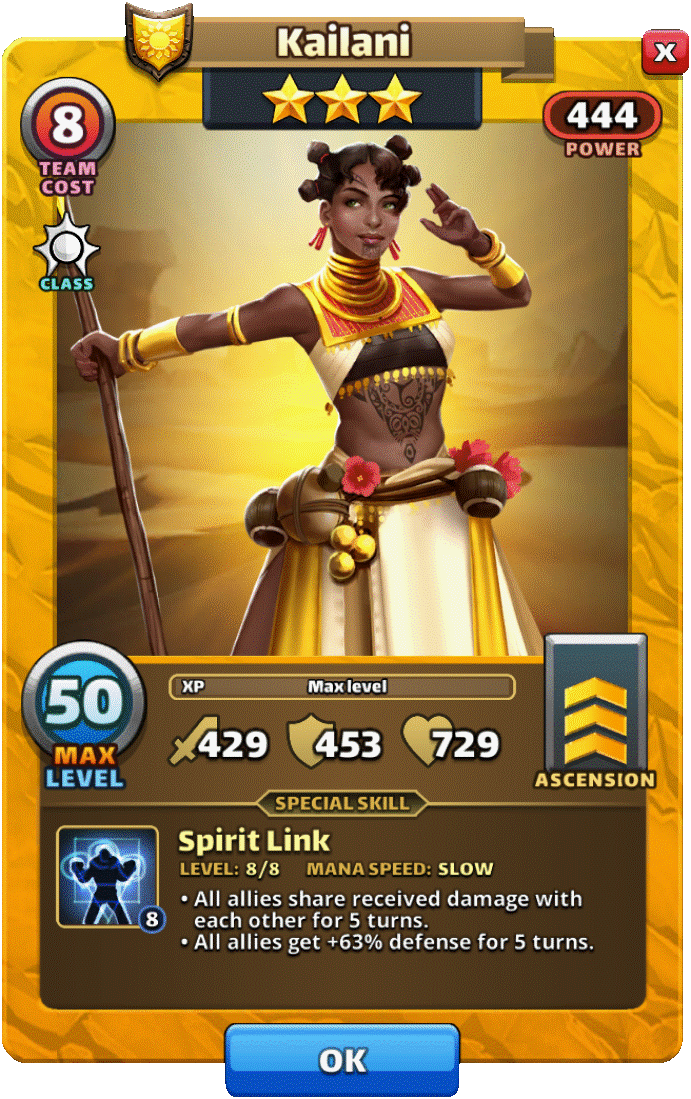 Kailani
X
8
TEAM
COST
444
POWER
CLASS
50
MAX
LEVEL
XP Max level
429 453 729
ASCENSION
SPECIAL SKILL
Spirit Link
LEVEL: 8/8 MANA SPEED: SLOW
8
• All allies share received damage with
each other for 5 turns.
• All allies get +63% defense for 5 turns.
OK